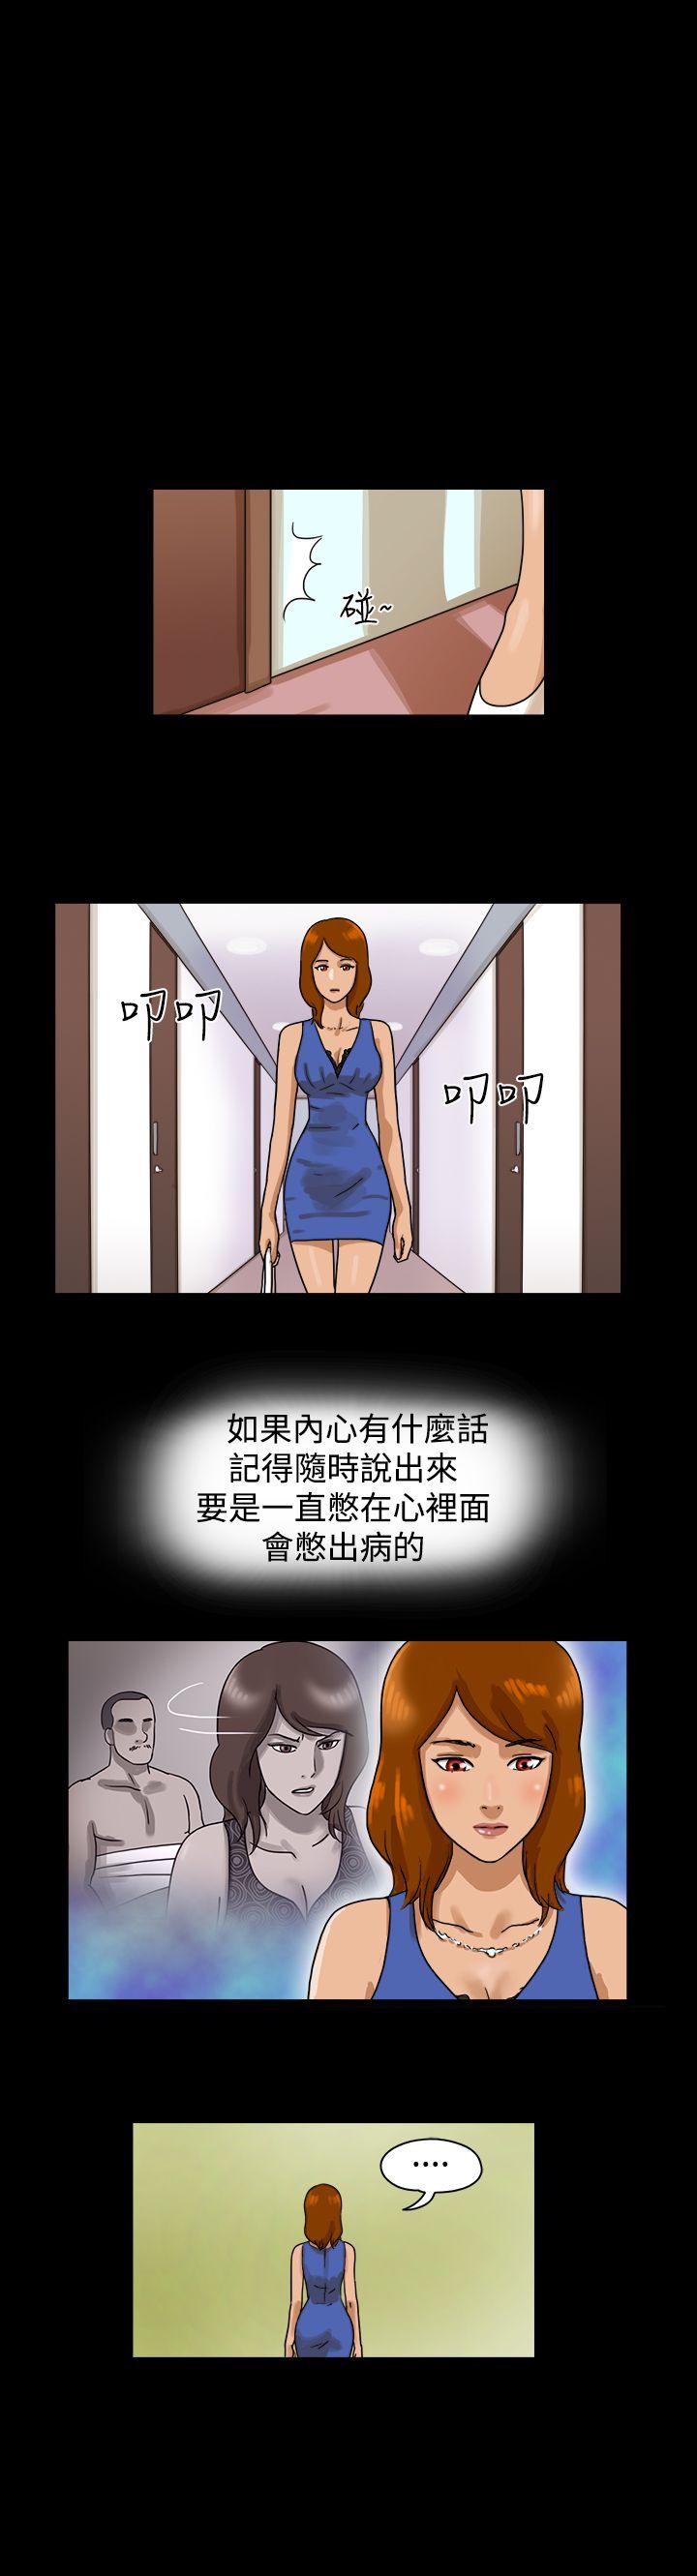 碰~
叩叩
叩叩
如果內心有什麼話
記得隨時說出來
要是一直憋在心裡面
會憋出病的
....